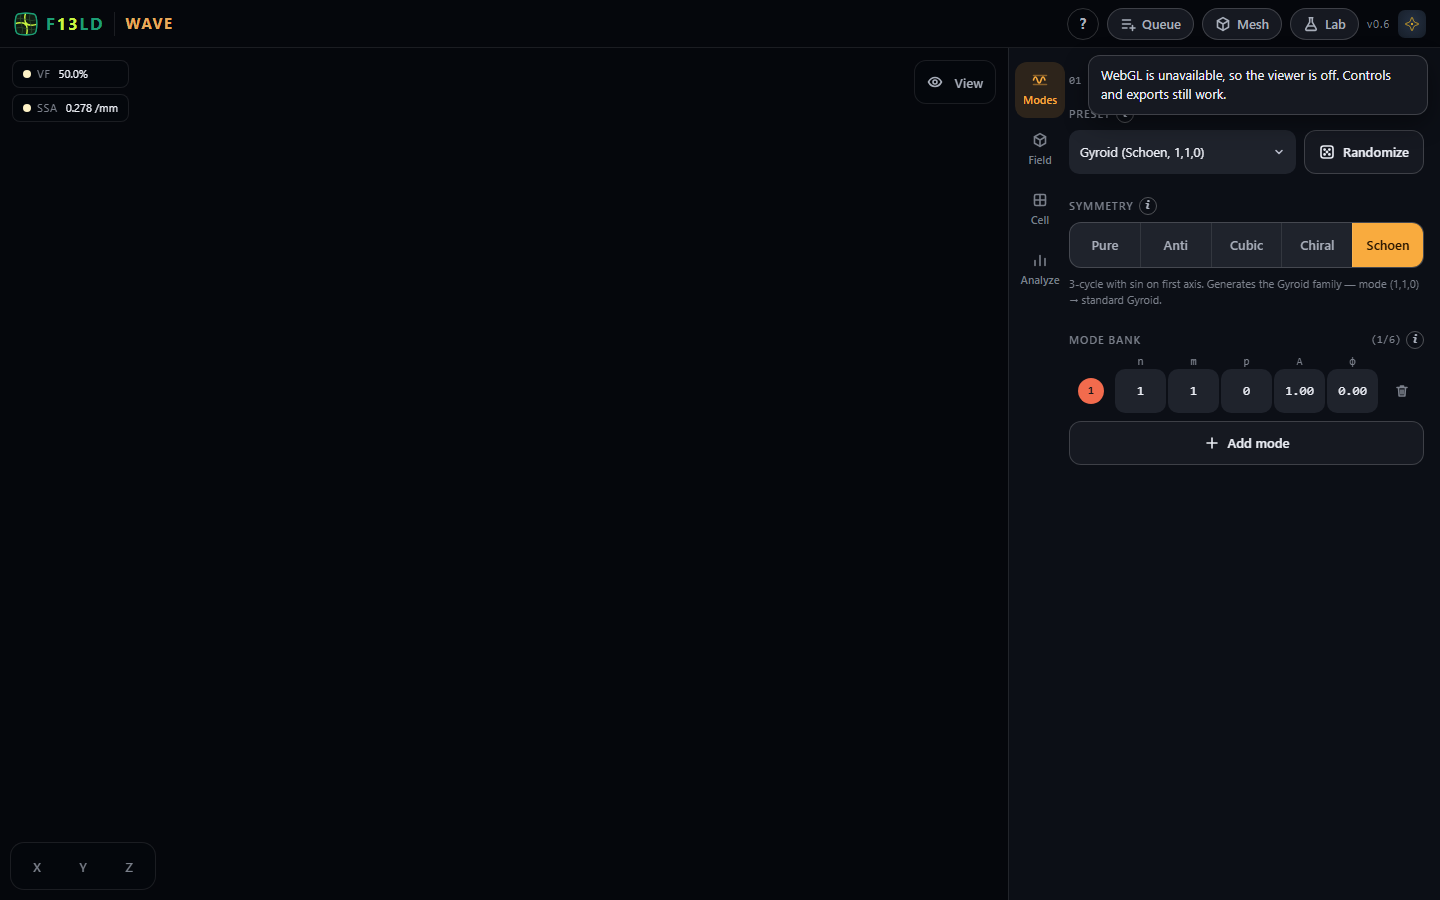 F13LD WAVE
? Queue Mesh Lab v0.6
VF 50.0%
SSA 0.278 /mm
View
Modes
Field
Cell
Analyze
01
WebGL is unavailable, so the viewer is off. Controls
and exports still work.
PRESET i
Gyroid (Schoen, 1,1,0)
Randomize
SYMMETRY i
Pure Anti Cubic Chiral Schoen
3-cycle with sin on first axis. Generates the Gyroid family — mode (1,1,0)
→ standard Gyroid.
MODE BANK (1/6) i
n m p A ϕ
1 1 1 0 1.00 0.00
Add mode
X Y Z